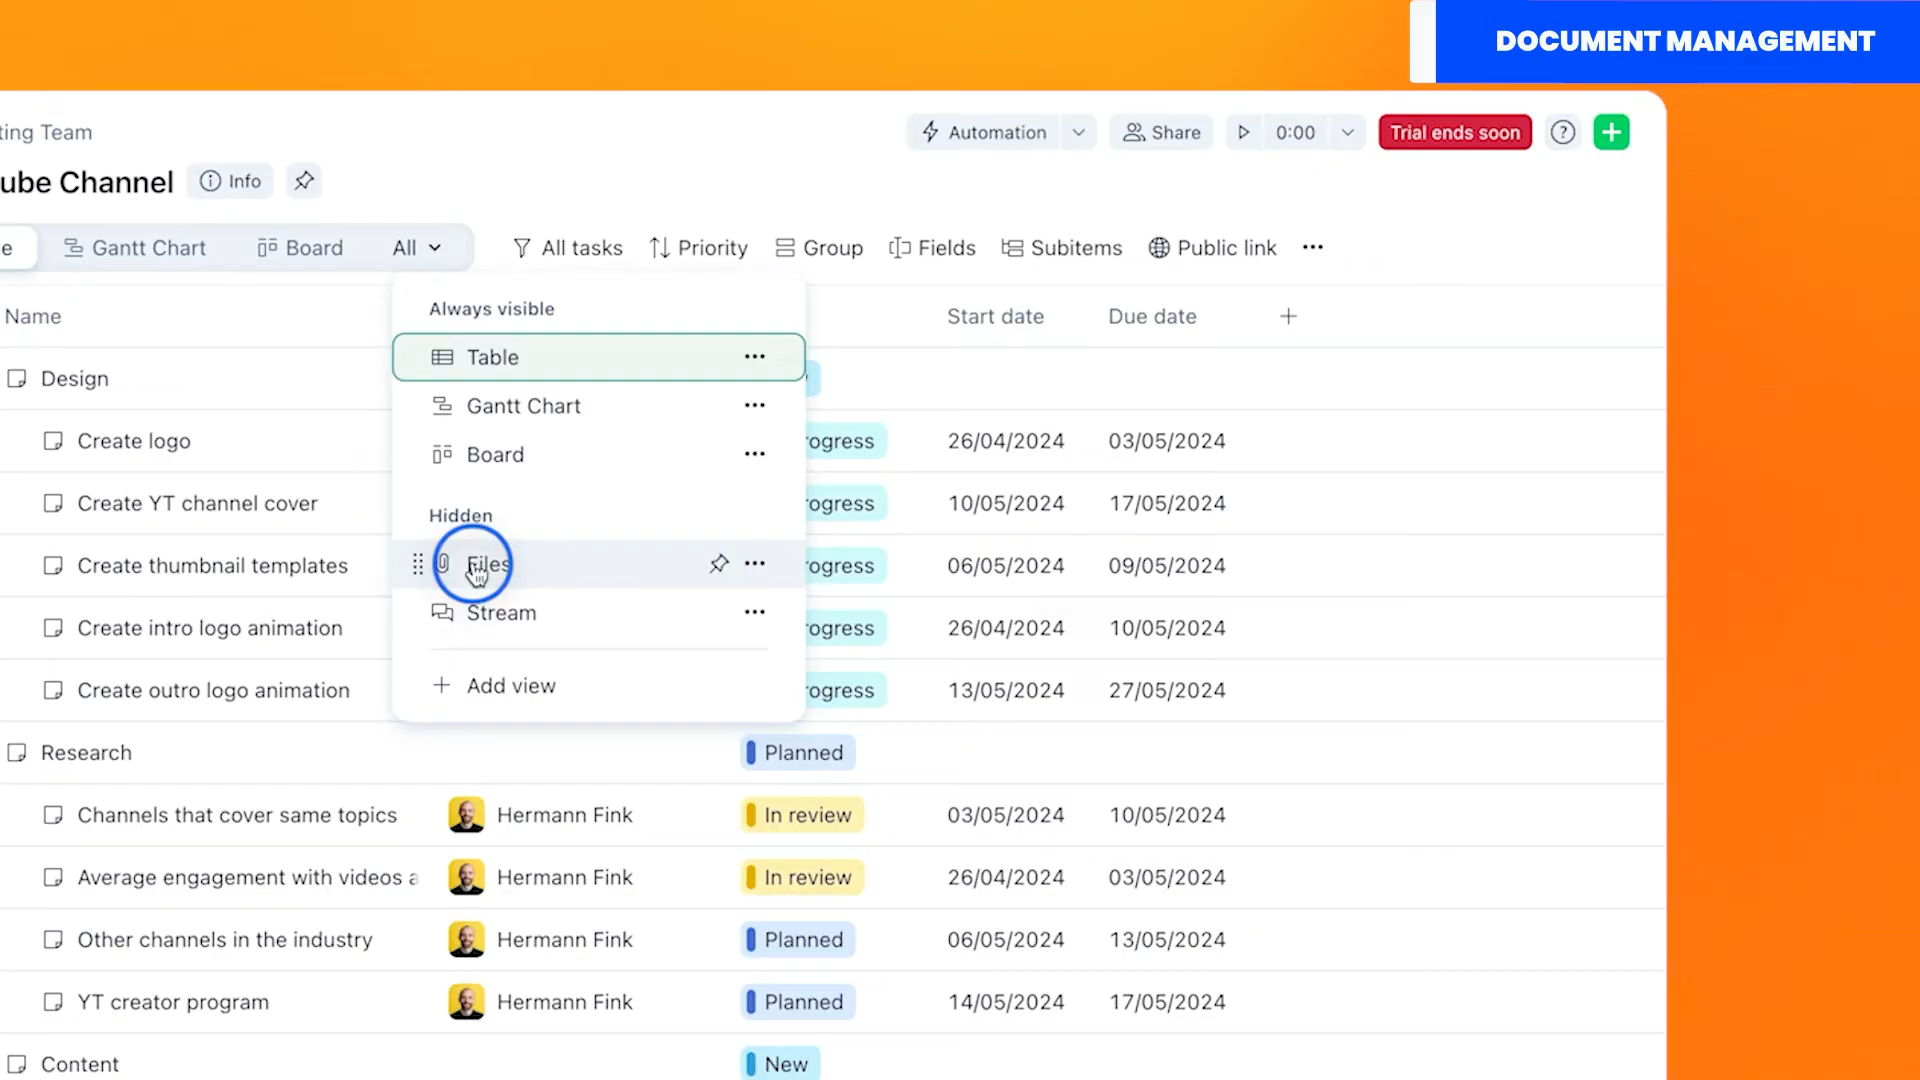 DOCUMENT MANAGEMENT
ting Team
Automation
Share
0:00
Trial ends soon
ube Channel
Info
e
Gantt Chart
Board
All
All tasks
Priority
Group
Fields
Subitems
Public link
Always visible
Table
Gantt Chart
Board
Hidden
Files
Stream
Add view
Name
Start date
Due date
Design
Create logo
ogress
26/04/2024
03/05/2024
Create YT channel cover
ogress
10/05/2024
17/05/2024
Create thumbnail templates
ogress
06/05/2024
09/05/2024
Create intro logo animation
ogress
26/04/2024
10/05/2024
Create outro logo animation
ogress
13/05/2024
27/05/2024
Research
Planned
Channels that cover same topics
Hermann Fink
In review
03/05/2024
10/05/2024
Average engagement with videos a
Hermann Fink
In review
26/04/2024
03/05/2024
Other channels in the industry
Hermann Fink
Planned
06/05/2024
13/05/2024
YT creator program
Hermann Fink
Planned
14/05/2024
17/05/2024
Content
New